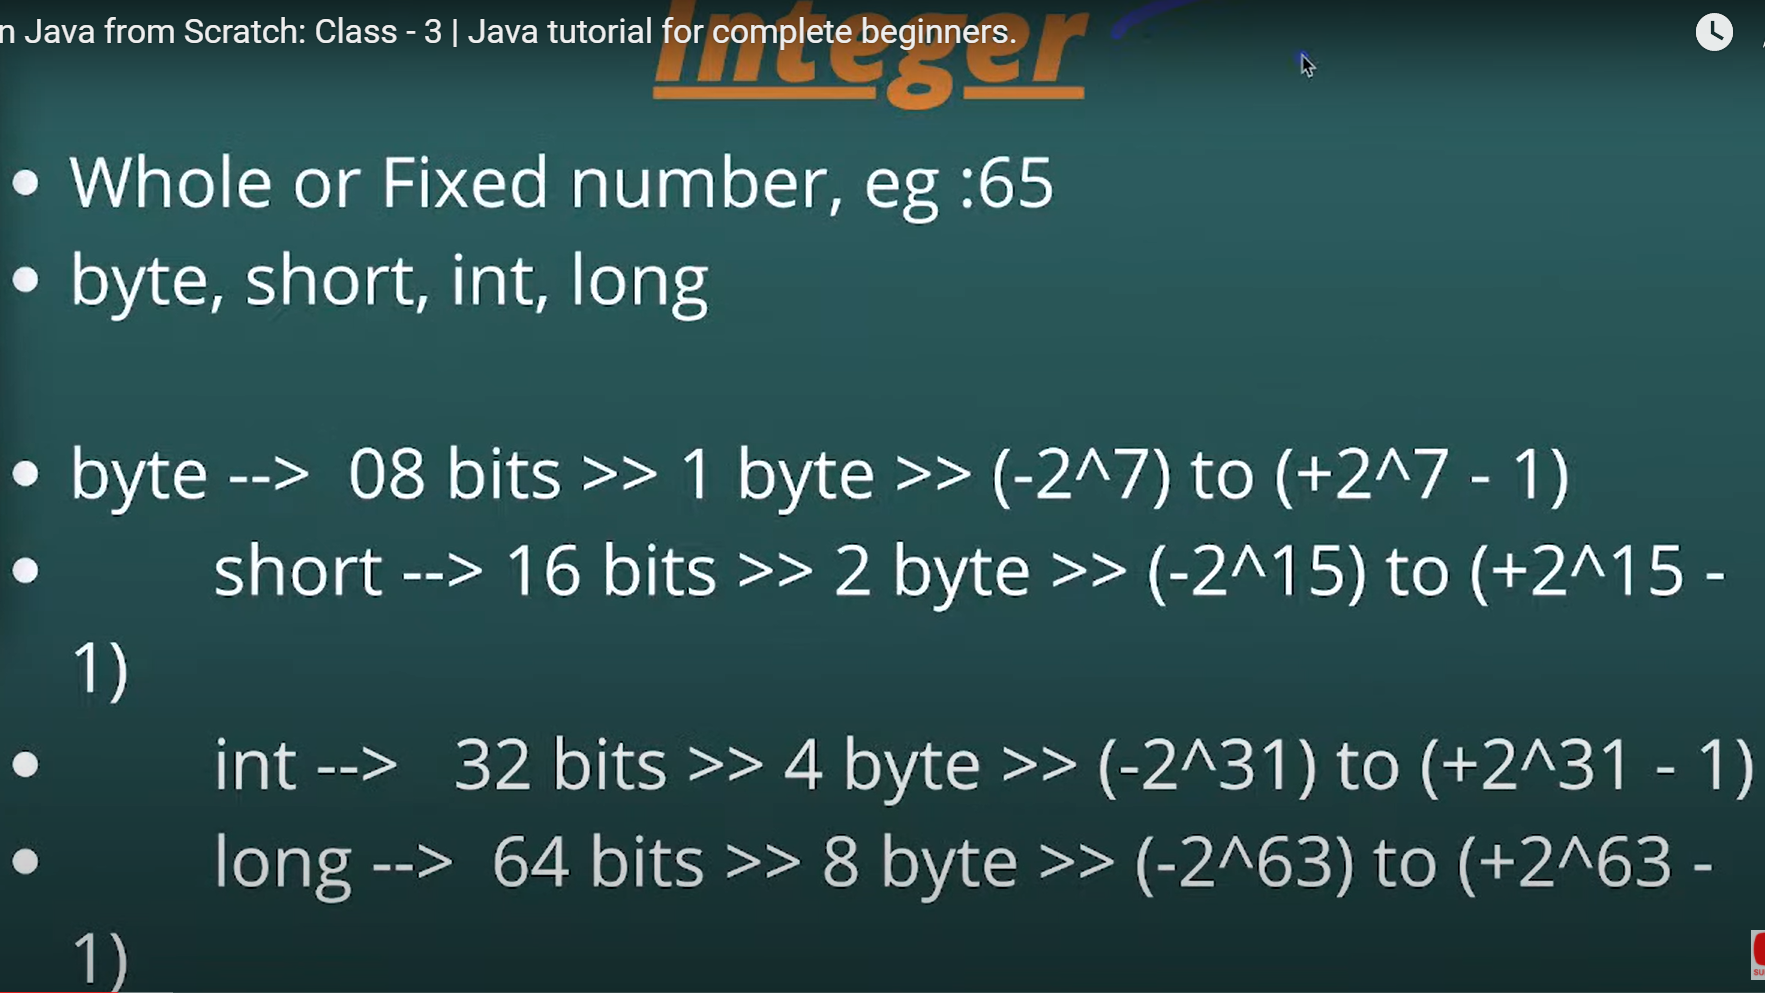 n Java from Scratch: Class - 3 | Java tutorial for complete beginners.
Integer
• Whole or Fixed number, eg :65
• byte, short, int, long
• byte --> 08 bits >> 1 byte >> (-2^7) to (+2^7 - 1)
• short --> 16 bits >> 2 byte >> (-2^15) to (+2^15 -
1)
• int --> 32 bits >> 4 byte >> (-2^31) to (+2^31 - 1)
• long --> 64 bits >> 8 byte >> (-2^63) to (+2^63 -
1)